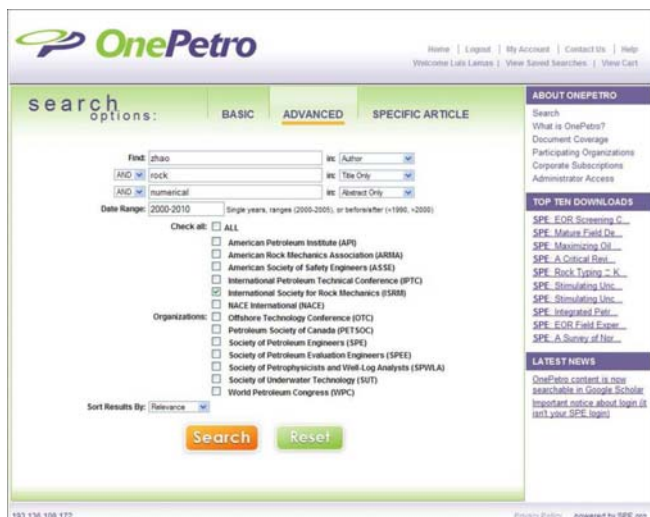 OnePetro
Home | Logout | My Account | Contact Us | Help
Welcome Luis Lamas | View Saved Searches | View Cart
search options:
BASIC
ADVANCED
SPECIFIC ARTICLE
Find: zhao in: Author
AND rock in: Title Only
AND numerical in: Abstract Only
Date Range: 2000-2010 Single years, ranges (2000-2005), or before/after (<1990, >2000)
Check all: ALL
American Petroleum Institute (API)
American Rock Mechanics Association (ARMA)
American Society of Safety Engineers (ASSE)
International Petroleum Technical Conference (IPTC)
International Society for Rock Mechanics (ISRM)
NACE International (NACE)
Organizations: Offshore Technology Conference (OTC)
Petroleum Society of Canada (PETSOC)
Society of Petroleum Engineers (SPE)
Society of Petroleum Evaluation Engineers (SPEE)
Society of Petrophysicists and Well-Log Analysts (SPWLA)
Society of Underwater Technology (SUT)
World Petroleum Congress (WPC)
Sort Results By: Relevance
Search
Reset
ABOUT ONEPETRO
Search
What is OnePetro?
Document Coverage
Participating Organizations
Corporate Subscriptions
Administrator Access
TOP TEN DOWNLOADS
SPE: EOR Screening C...
SPE: Mature Field De...
SPE: Maximizing Oil ...
SPE: A Critical Revi...
SPE: Rock Typing :: K...
SPE: Stimulating Unc...
SPE: Stimulating Unc...
SPE: Integrated Petr...
SPE: EOR Field Exper...
SPE: A Survey of Nor...
LATEST NEWS
OnePetro content is now
searchable in Google Scholar
Important notice about login (it
isn't your SPE login)
Privacy Policy powered by SPE.org